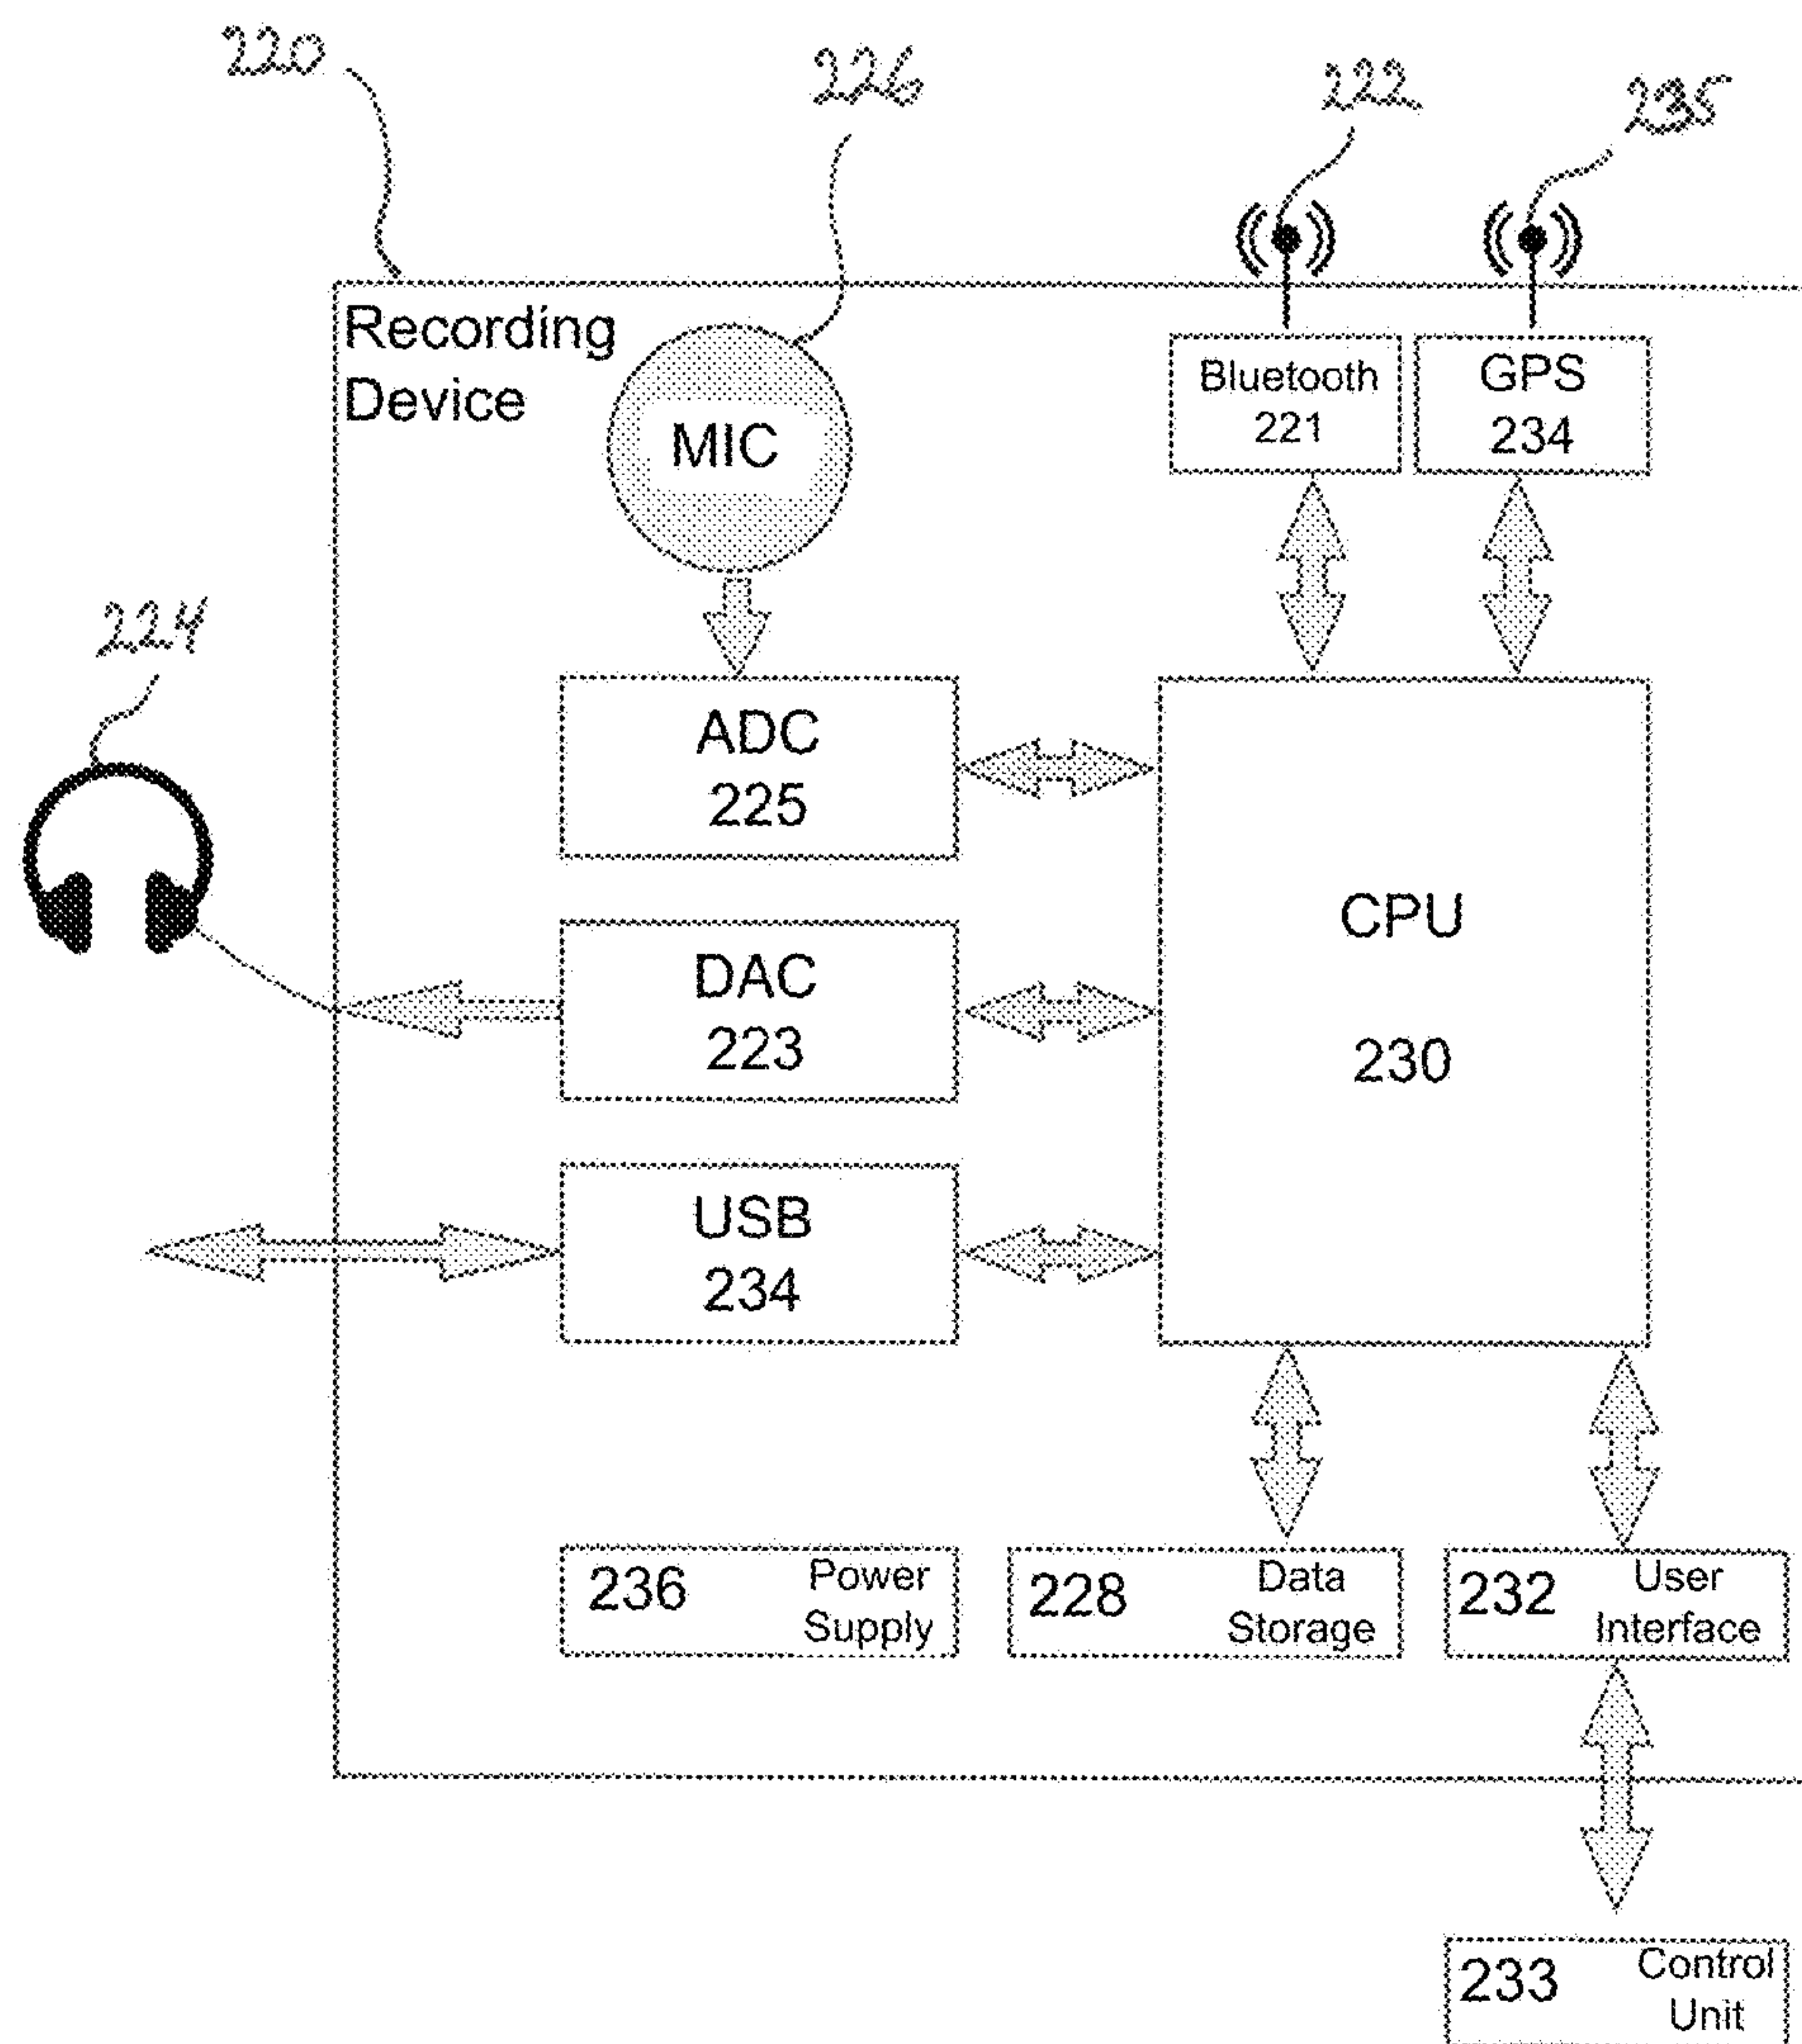 220
226
222
235
Recording
Device
MIC
Bluetooth
221
GPS
234
224
ADC
225
DAC
223
USB
234
CPU
230
236 Power
Supply
228 Data
Storage
232 User
Interface
233 Control
Unit